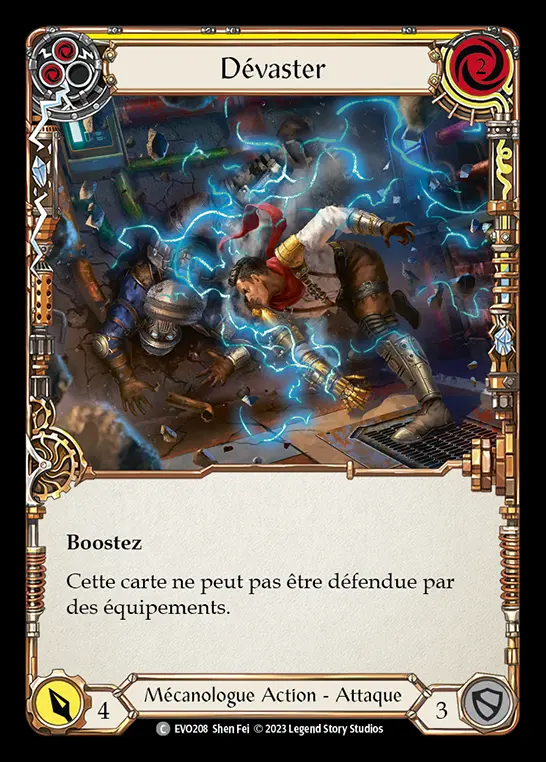 Dévaster
2
Boostez
Cette carte ne peut pas être défendue par
des équipements.
4
Mécanologue Action - Attaque
3
C EVO208 Shen Fei © 2023 Legend Story Studios